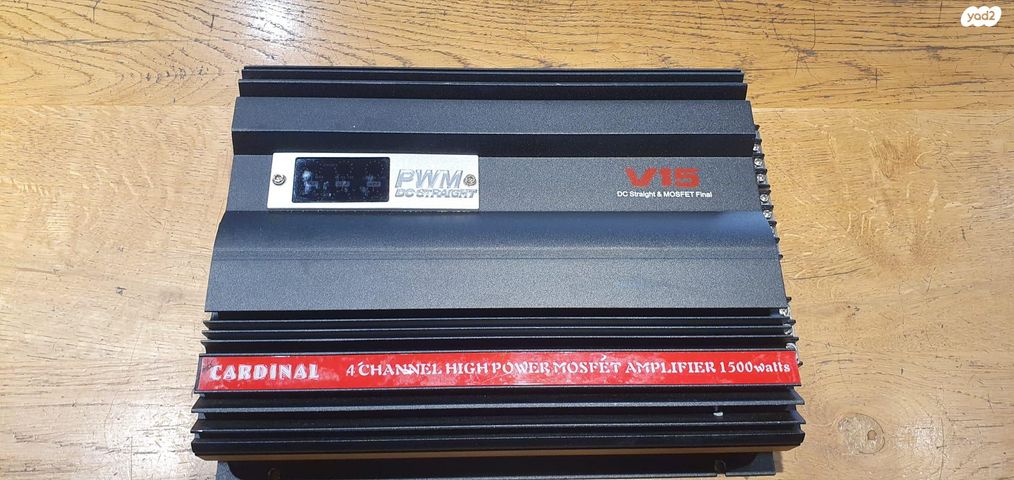 yad2
PWM
DC STRAIGHT
V15
DC Straight & MOSFET Final
CARDINAL 4 CHANNEL HIGH POWER MOSFET AMPLIFIER 1500watts